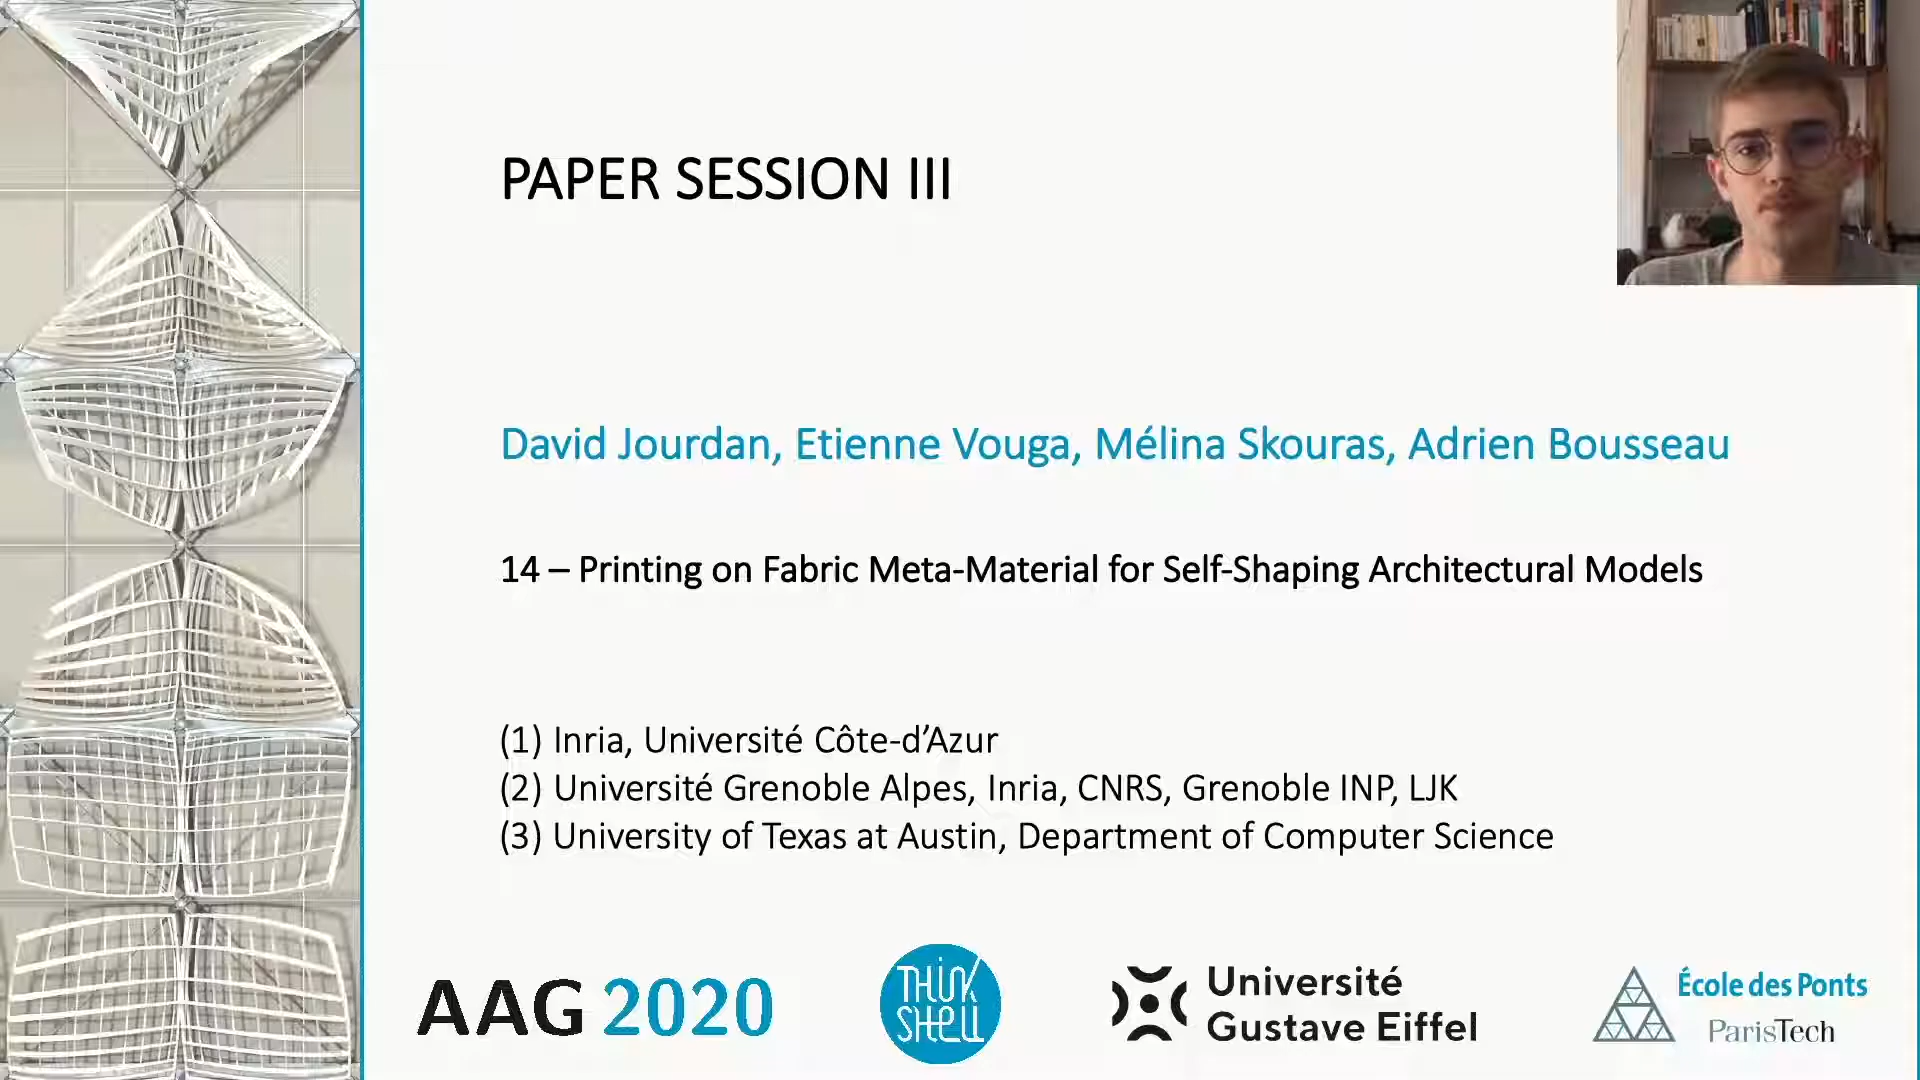 PAPER SESSION III
David Jourdan, Etienne Vouga, Mélina Skouras, Adrien Bousseau
14 – Printing on Fabric Meta-Material for Self-Shaping Architectural Models
(1) Inria, Université Côte-d’Azur
(2) Université Grenoble Alpes, Inria, CNRS, Grenoble INP, LJK
(3) University of Texas at Austin, Department of Computer Science
AAG 2020
THINK
SHELL
Université
Gustave Eiffel
École des Ponts
ParisTech